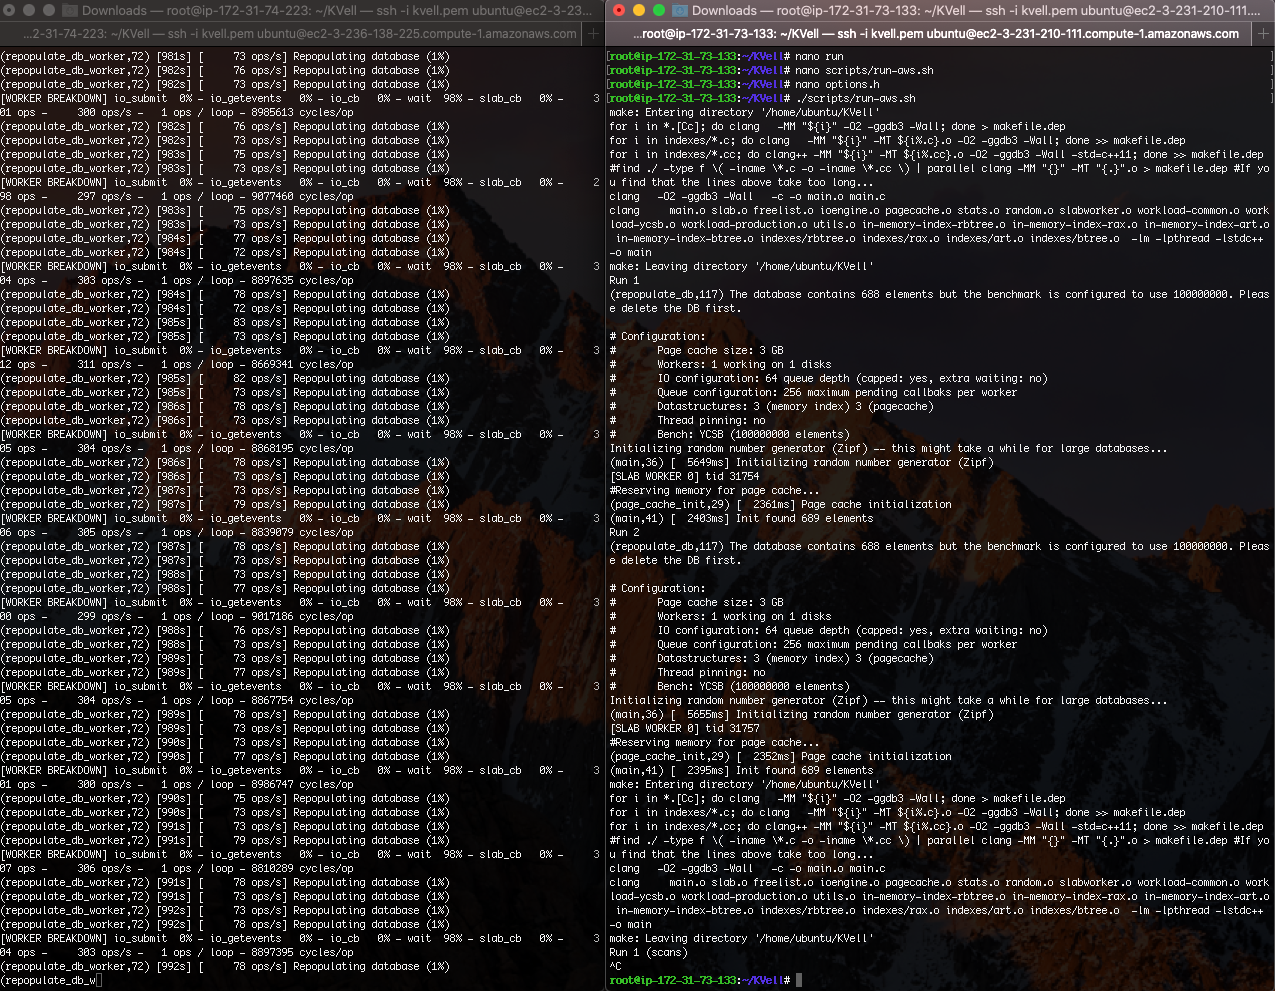 Downloads — root@ip-172-31-74-223: ~/KVell — ssh -i kvell.pem ubuntu@ec2-3-23...
...2-31-74-223: ~/KVell — ssh -i kvell.pem ubuntu@ec2-3-236-138-225.compute-1.amazonaws.com +
(repopulate_db_worker,72) [981s] [     73 ops/s] Repopulating database (1%)
(repopulate_db_worker,72) [982s] [     76 ops/s] Repopulating database (1%)
(repopulate_db_worker,72) [982s] [     73 ops/s] Repopulating database (1%)
[WORKER BREAKDOWN] io_submit  0% - io_getevents   0% - io_cb  0% - wait  98% - slab_cb   0% -     3
01 ops -     300 ops/s -   1 ops / loop - 8985613 cycles/op
(repopulate_db_worker,72) [982s] [     76 ops/s] Repopulating database (1%)
(repopulate_db_worker,72) [982s] [     73 ops/s] Repopulating database (1%)
(repopulate_db_worker,72) [983s] [     75 ops/s] Repopulating database (1%)
(repopulate_db_worker,72) [983s] [     73 ops/s] Repopulating database (1%)
[WORKER BREAKDOWN] io_submit  0% - io_getevents   0% - io_cb  0% - wait  98% - slab_cb   0% -     2
98 ops -     297 ops/s -   1 ops / loop - 9077460 cycles/op
(repopulate_db_worker,72) [983s] [     75 ops/s] Repopulating database (1%)
(repopulate_db_worker,72) [983s] [     73 ops/s] Repopulating database (1%)
(repopulate_db_worker,72) [984s] [     77 ops/s] Repopulating database (1%)
(repopulate_db_worker,72) [984s] [     72 ops/s] Repopulating database (1%)
[WORKER BREAKDOWN] io_submit  0% - io_getevents   0% - io_cb  0% - wait  98% - slab_cb   0% -     3
04 ops -     303 ops/s -   1 ops / loop - 8897635 cycles/op
(repopulate_db_worker,72) [984s] [     78 ops/s] Repopulating database (1%)
(repopulate_db_worker,72) [984s] [     72 ops/s] Repopulating database (1%)
(repopulate_db_worker,72) [985s] [     83 ops/s] Repopulating database (1%)
(repopulate_db_worker,72) [985s] [     73 ops/s] Repopulating database (1%)
[WORKER BREAKDOWN] io_submit  0% - io_getevents   0% - io_cb  0% - wait  98% - slab_cb   0% -     3
12 ops -     311 ops/s -   1 ops / loop - 8669341 cycles/op
(repopulate_db_worker,72) [985s] [     82 ops/s] Repopulating database (1%)
(repopulate_db_worker,72) [985s] [     73 ops/s] Repopulating database (1%)
(repopulate_db_worker,72) [986s] [     78 ops/s] Repopulating database (1%)
(repopulate_db_worker,72) [986s] [     73 ops/s] Repopulating database (1%)
[WORKER BREAKDOWN] io_submit  0% - io_getevents   0% - io_cb  0% - wait  98% - slab_cb   0% -     3
05 ops -     304 ops/s -   1 ops / loop - 8868195 cycles/op
(repopulate_db_worker,72) [986s] [     78 ops/s] Repopulating database (1%)
(repopulate_db_worker,72) [986s] [     73 ops/s] Repopulating database (1%)
(repopulate_db_worker,72) [987s] [     73 ops/s] Repopulating database (1%)
(repopulate_db_worker,72) [987s] [     79 ops/s] Repopulating database (1%)
[WORKER BREAKDOWN] io_submit  0% - io_getevents   0% - io_cb  0% - wait  98% - slab_cb   0% -     3
06 ops -     305 ops/s -   1 ops / loop - 8839079 cycles/op
(repopulate_db_worker,72) [987s] [     78 ops/s] Repopulating database (1%)
(repopulate_db_worker,72) [987s] [     73 ops/s] Repopulating database (1%)
(repopulate_db_worker,72) [988s] [     73 ops/s] Repopulating database (1%)
(repopulate_db_worker,72) [988s] [     77 ops/s] Repopulating database (1%)
[WORKER BREAKDOWN] io_submit  0% - io_getevents   0% - io_cb  0% - wait  98% - slab_cb   0% -     3
00 ops -     299 ops/s -   1 ops / loop - 9017186 cycles/op
(repopulate_db_worker,72) [988s] [     76 ops/s] Repopulating database (1%)
(repopulate_db_worker,72) [988s] [     73 ops/s] Repopulating database (1%)
(repopulate_db_worker,72) [989s] [     73 ops/s] Repopulating database (1%)
(repopulate_db_worker,72) [989s] [     77 ops/s] Repopulating database (1%)
[WORKER BREAKDOWN] io_submit  0% - io_getevents   0% - io_cb  0% - wait  98% - slab_cb   0% -     3
05 ops -     304 ops/s -   1 ops / loop - 8867754 cycles/op
(repopulate_db_worker,72) [989s] [     78 ops/s] Repopulating database (1%)
(repopulate_db_worker,72) [989s] [     73 ops/s] Repopulating database (1%)
(repopulate_db_worker,72) [990s] [     73 ops/s] Repopulating database (1%)
(repopulate_db_worker,72) [990s] [     77 ops/s] Repopulating database (1%)
[WORKER BREAKDOWN] io_submit  0% - io_getevents   0% - io_cb  0% - wait  98% - slab_cb   0% -     3
01 ops -     300 ops/s -   1 ops / loop - 8986747 cycles/op
(repopulate_db_worker,72) [990s] [     75 ops/s] Repopulating database (1%)
(repopulate_db_worker,72) [990s] [     73 ops/s] Repopulating database (1%)
(repopulate_db_worker,72) [991s] [     73 ops/s] Repopulating database (1%)
(repopulate_db_worker,72) [991s] [     79 ops/s] Repopulating database (1%)
[WORKER BREAKDOWN] io_submit  0% - io_getevents   0% - io_cb  0% - wait  98% - slab_cb   0% -     3
07 ops -     306 ops/s -   1 ops / loop - 8810289 cycles/op
(repopulate_db_worker,72) [991s] [     78 ops/s] Repopulating database (1%)
(repopulate_db_worker,72) [991s] [     73 ops/s] Repopulating database (1%)
(repopulate_db_worker,72) [992s] [     73 ops/s] Repopulating database (1%)
(repopulate_db_worker,72) [992s] [     78 ops/s] Repopulating database (1%)
[WORKER BREAKDOWN] io_submit  0% - io_getevents   0% - io_cb  0% - wait  98% - slab_cb   0% -     3
04 ops -     303 ops/s -   1 ops / loop - 8897395 cycles/op
(repopulate_db_worker,72) [992s] [     78 ops/s] Repopulating database (1%)
(repopulate_db_w
Downloads — root@ip-172-31-73-133: ~/KVell — ssh -i kvell.pem ubuntu@ec2-3-231-210-111....
...root@ip-172-31-73-133: ~/KVell — ssh -i kvell.pem ubuntu@ec2-3-231-210-111.compute-1.amazonaws.com +
[root@ip-172-31-73-133:~/KVell# nano run ]
[root@ip-172-31-73-133:~/KVell# nano scripts/run-aws.sh ]
[root@ip-172-31-73-133:~/KVell# nano options.h ]
[root@ip-172-31-73-133:~/KVell# ./scripts/run-aws.sh ]
make: Entering directory '/home/ubuntu/KVell'
for i in *.[Cc]; do clang   -MM "${i}" -O2 -ggdb3 -Wall; done > makefile.dep
for i in indexes/*.c; do clang   -MM "${i}" -MT ${i%.c}.o -O2 -ggdb3 -Wall; done >> makefile.dep
for i in indexes/*.cc; do clang++ -MM "${i}" -MT ${i%.cc}.o -O2 -ggdb3 -Wall -std=c++11; done >> makefile.dep
#find ./ -type f \( -iname \*.c -o -iname \*.cc \) | parallel clang -MM "{}" -MT "{.}".o > makefile.dep #If yo
u find that the lines above take too long...
clang   -O2 -ggdb3 -Wall   -c -o main.o main.c
clang     main.o slab.o freelist.o ioengine.o pagecache.o stats.o random.o slabworker.o workload-common.o work
load-ycsb.o workload-production.o utils.o in-memory-index-rbtree.o in-memory-index-rax.o in-memory-index-art.o
 in-memory-index-btree.o indexes/rbtree.o indexes/rax.o indexes/art.o indexes/btree.o  -lm -lpthread -lstdc++
-o main
make: Leaving directory '/home/ubuntu/KVell'
Run 1
(repopulate_db,117) The database contains 688 elements but the benchmark is configured to use 100000000. Pleas
e delete the DB first.

# Configuration:
#       Page cache size: 3 GB
#       Workers: 1 working on 1 disks
#       IO configuration: 64 queue depth (capped: yes, extra waiting: no)
#       Queue configuration: 256 maximum pending callbaks per worker
#       Datastructures: 3 (memory index) 3 (pagecache)
#       Thread pinning: no
#       Bench: YCSB (100000000 elements)
Initializing random number generator (Zipf) -- this might take a while for large databases...
(main,36) [  5649ms] Initializing random number generator (Zipf)
[SLAB WORKER 0] tid 31754
#Reserving memory for page cache...
(page_cache_init,29) [  2361ms] Page cache initialization
(main,41) [  2403ms] Init found 689 elements
Run 2
(repopulate_db,117) The database contains 688 elements but the benchmark is configured to use 100000000. Pleas
e delete the DB first.

# Configuration:
#       Page cache size: 3 GB
#       Workers: 1 working on 1 disks
#       IO configuration: 64 queue depth (capped: yes, extra waiting: no)
#       Queue configuration: 256 maximum pending callbaks per worker
#       Datastructures: 3 (memory index) 3 (pagecache)
#       Thread pinning: no
#       Bench: YCSB (100000000 elements)
Initializing random number generator (Zipf) -- this might take a while for large databases...
(main,36) [  5655ms] Initializing random number generator (Zipf)
[SLAB WORKER 0] tid 31757
#Reserving memory for page cache...
(page_cache_init,29) [  2352ms] Page cache initialization
(main,41) [  2395ms] Init found 689 elements
make: Entering directory '/home/ubuntu/KVell'
for i in *.[Cc]; do clang   -MM "${i}" -O2 -ggdb3 -Wall; done > makefile.dep
for i in indexes/*.c; do clang   -MM "${i}" -MT ${i%.c}.o -O2 -ggdb3 -Wall; done >> makefile.dep
for i in indexes/*.cc; do clang++ -MM "${i}" -MT ${i%.cc}.o -O2 -ggdb3 -Wall -std=c++11; done >> makefile.dep
#find ./ -type f \( -iname \*.c -o -iname \*.cc \) | parallel clang -MM "{}" -MT "{.}".o > makefile.dep #If yo
u find that the lines above take too long...
clang   -O2 -ggdb3 -Wall   -c -o main.o main.c
clang     main.o slab.o freelist.o ioengine.o pagecache.o stats.o random.o slabworker.o workload-common.o work
load-ycsb.o workload-production.o utils.o in-memory-index-rbtree.o in-memory-index-rax.o in-memory-index-art.o
 in-memory-index-btree.o indexes/rbtree.o indexes/rax.o indexes/art.o indexes/btree.o  -lm -lpthread -lstdc++
-o main
make: Leaving directory '/home/ubuntu/KVell'
Run 1 (scans)
^C
root@ip-172-31-73-133:~/KVell#